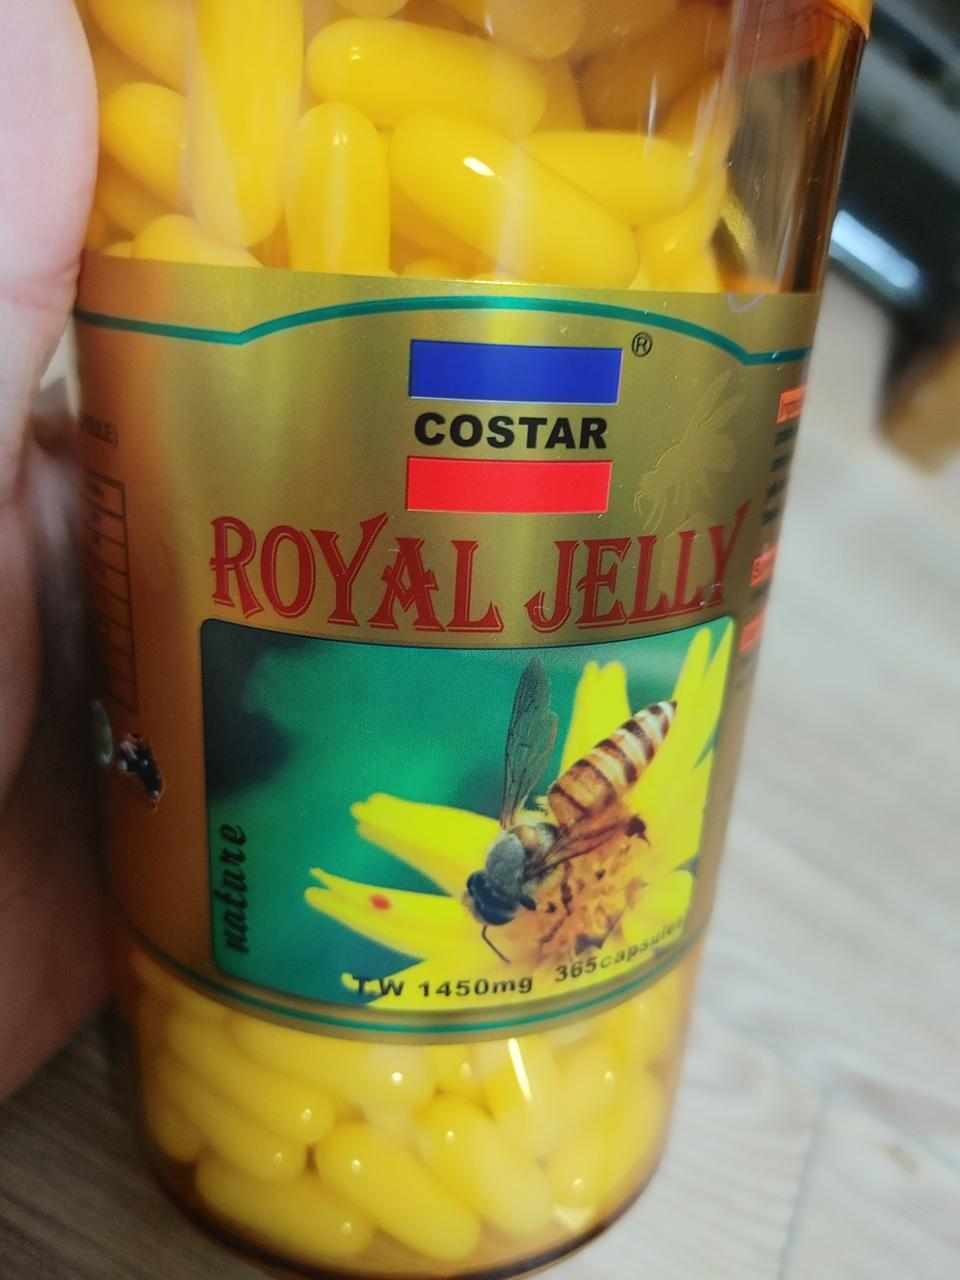 ®
COSTAR
ROYAL JELLY
nature
T.W 1450mg 365capsules